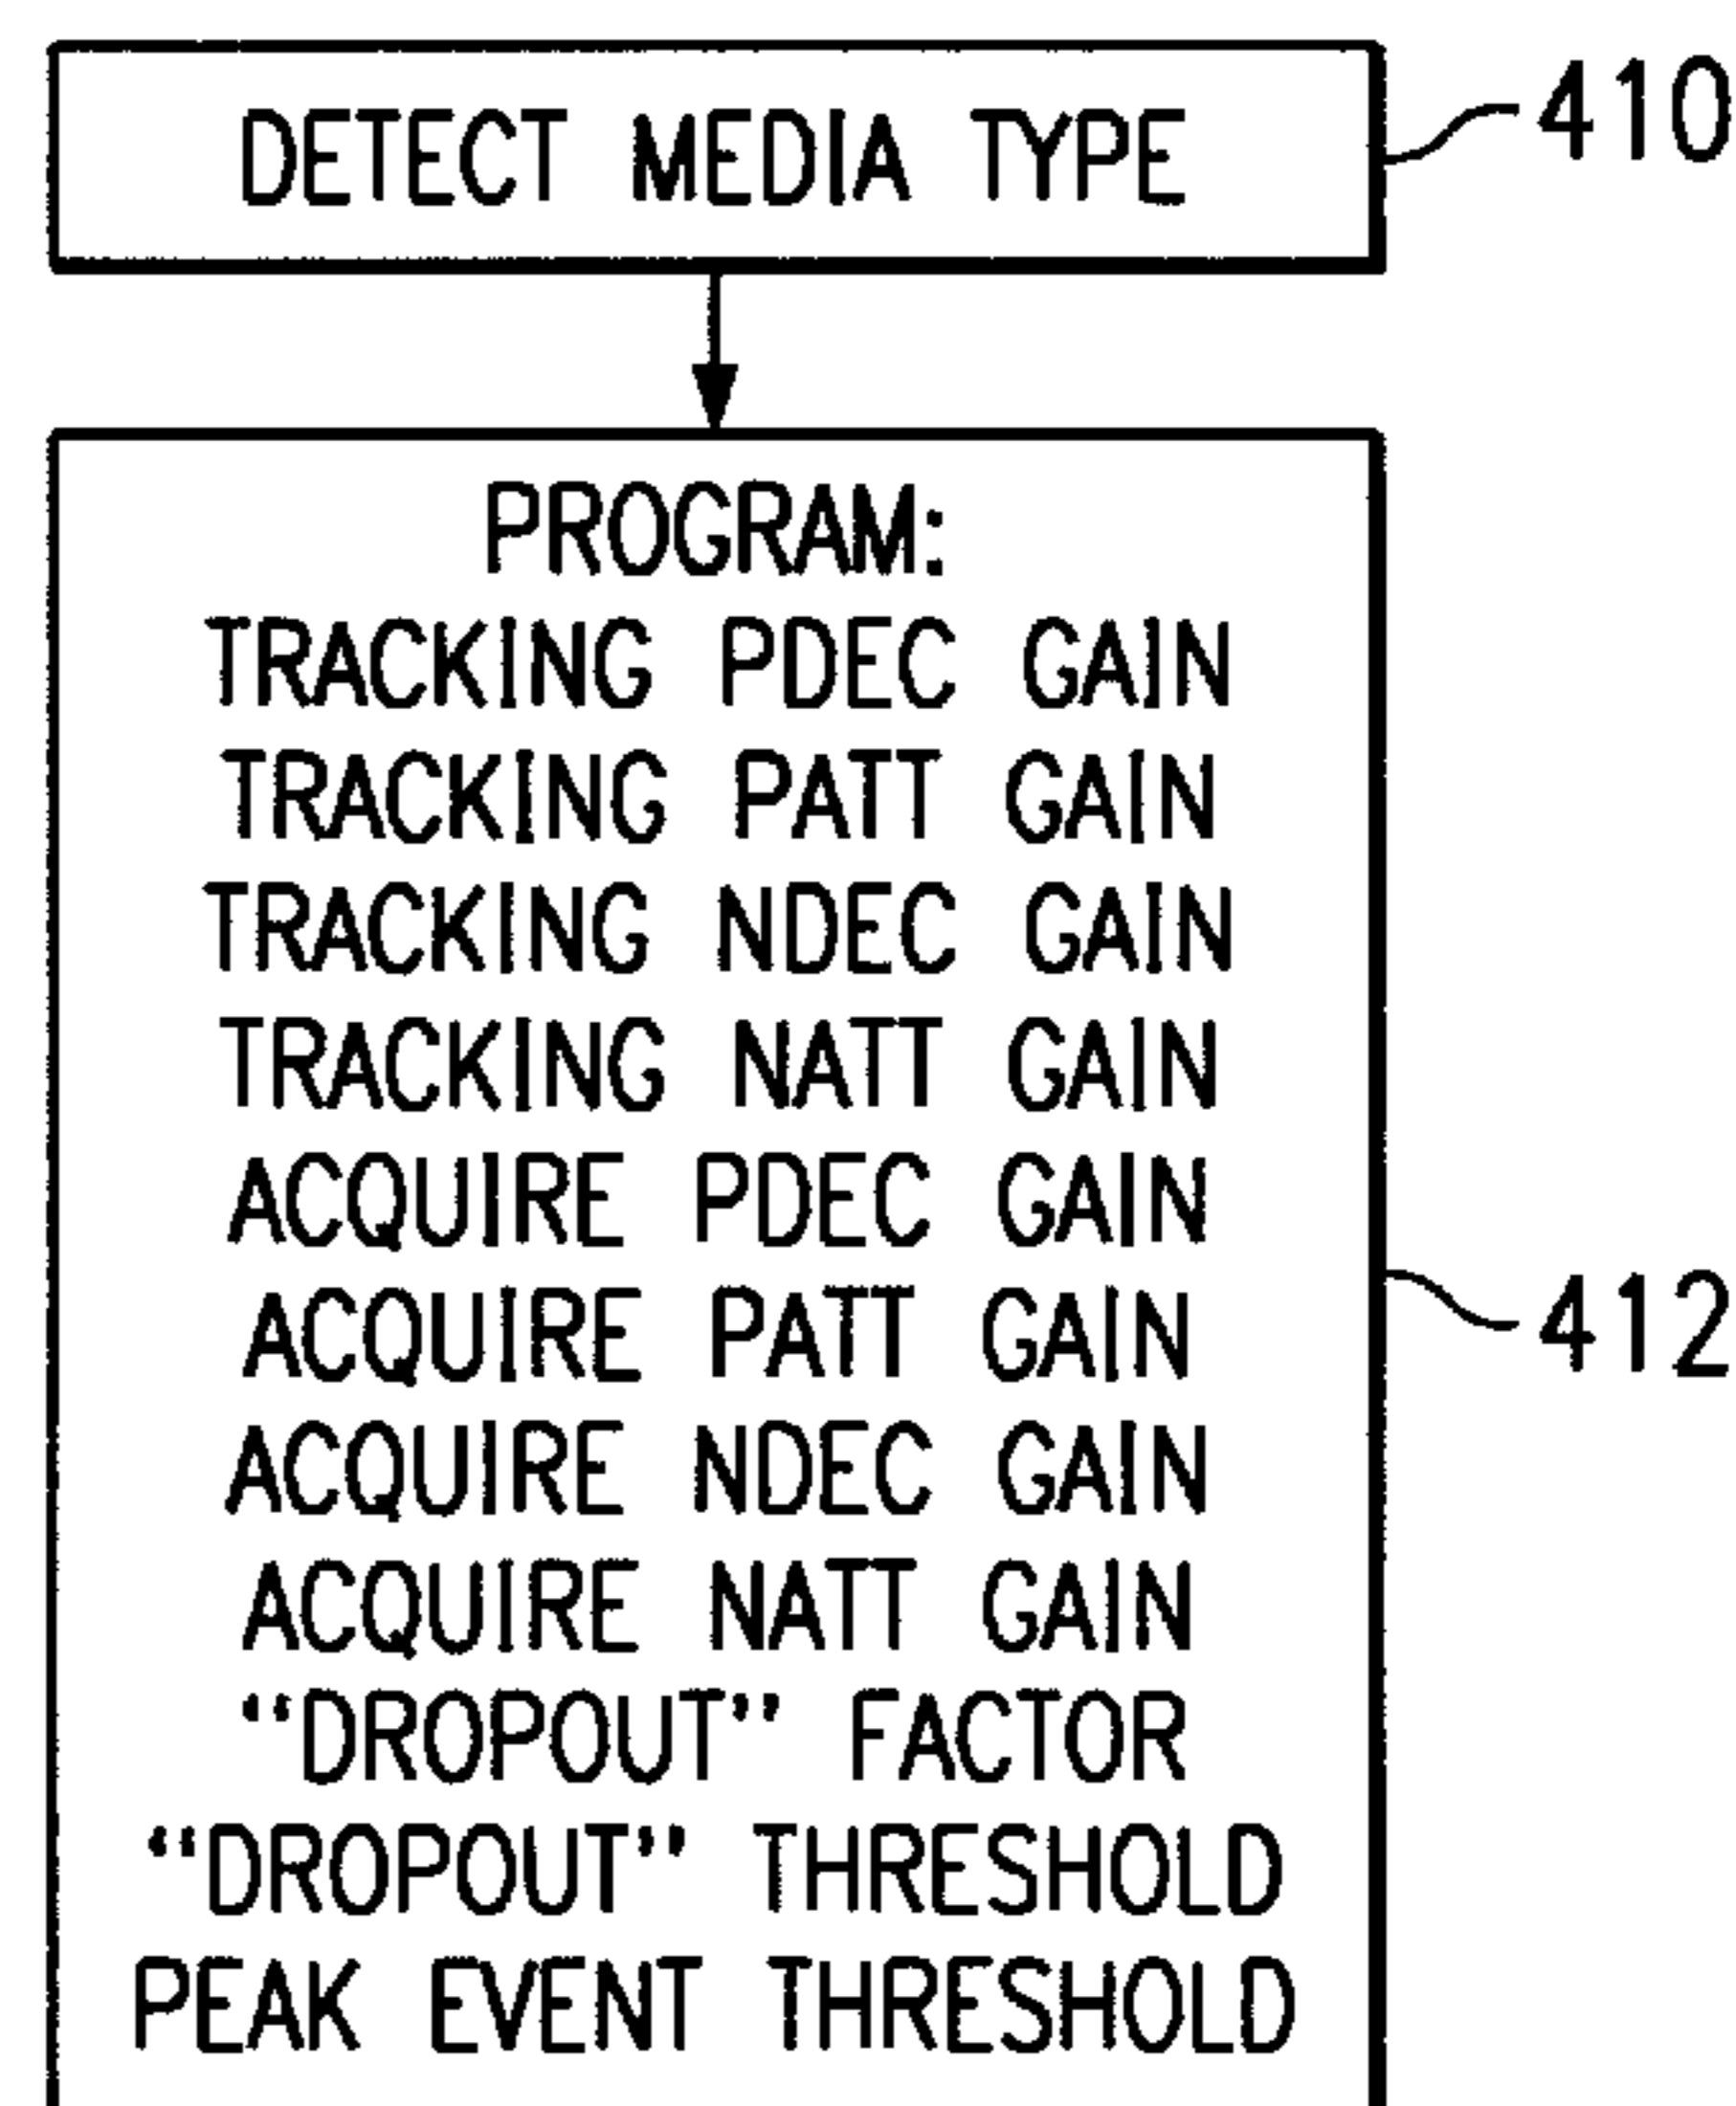 DETECT MEDIA TYPE
410
PROGRAM:
TRACKING PDEC GAIN
TRACKING PATT GAIN
TRACKING NDEC GAIN
TRACKING NATT GAIN
ACQUIRE PDEC GAIN
ACQUIRE PATT GAIN
412
ACQUIRE NDEC GAIN
ACQUIRE NATT GAIN
“DROPOUT” FACTOR
“DROPOUT” THRESHOLD
PEAK EVENT THRESHOLD